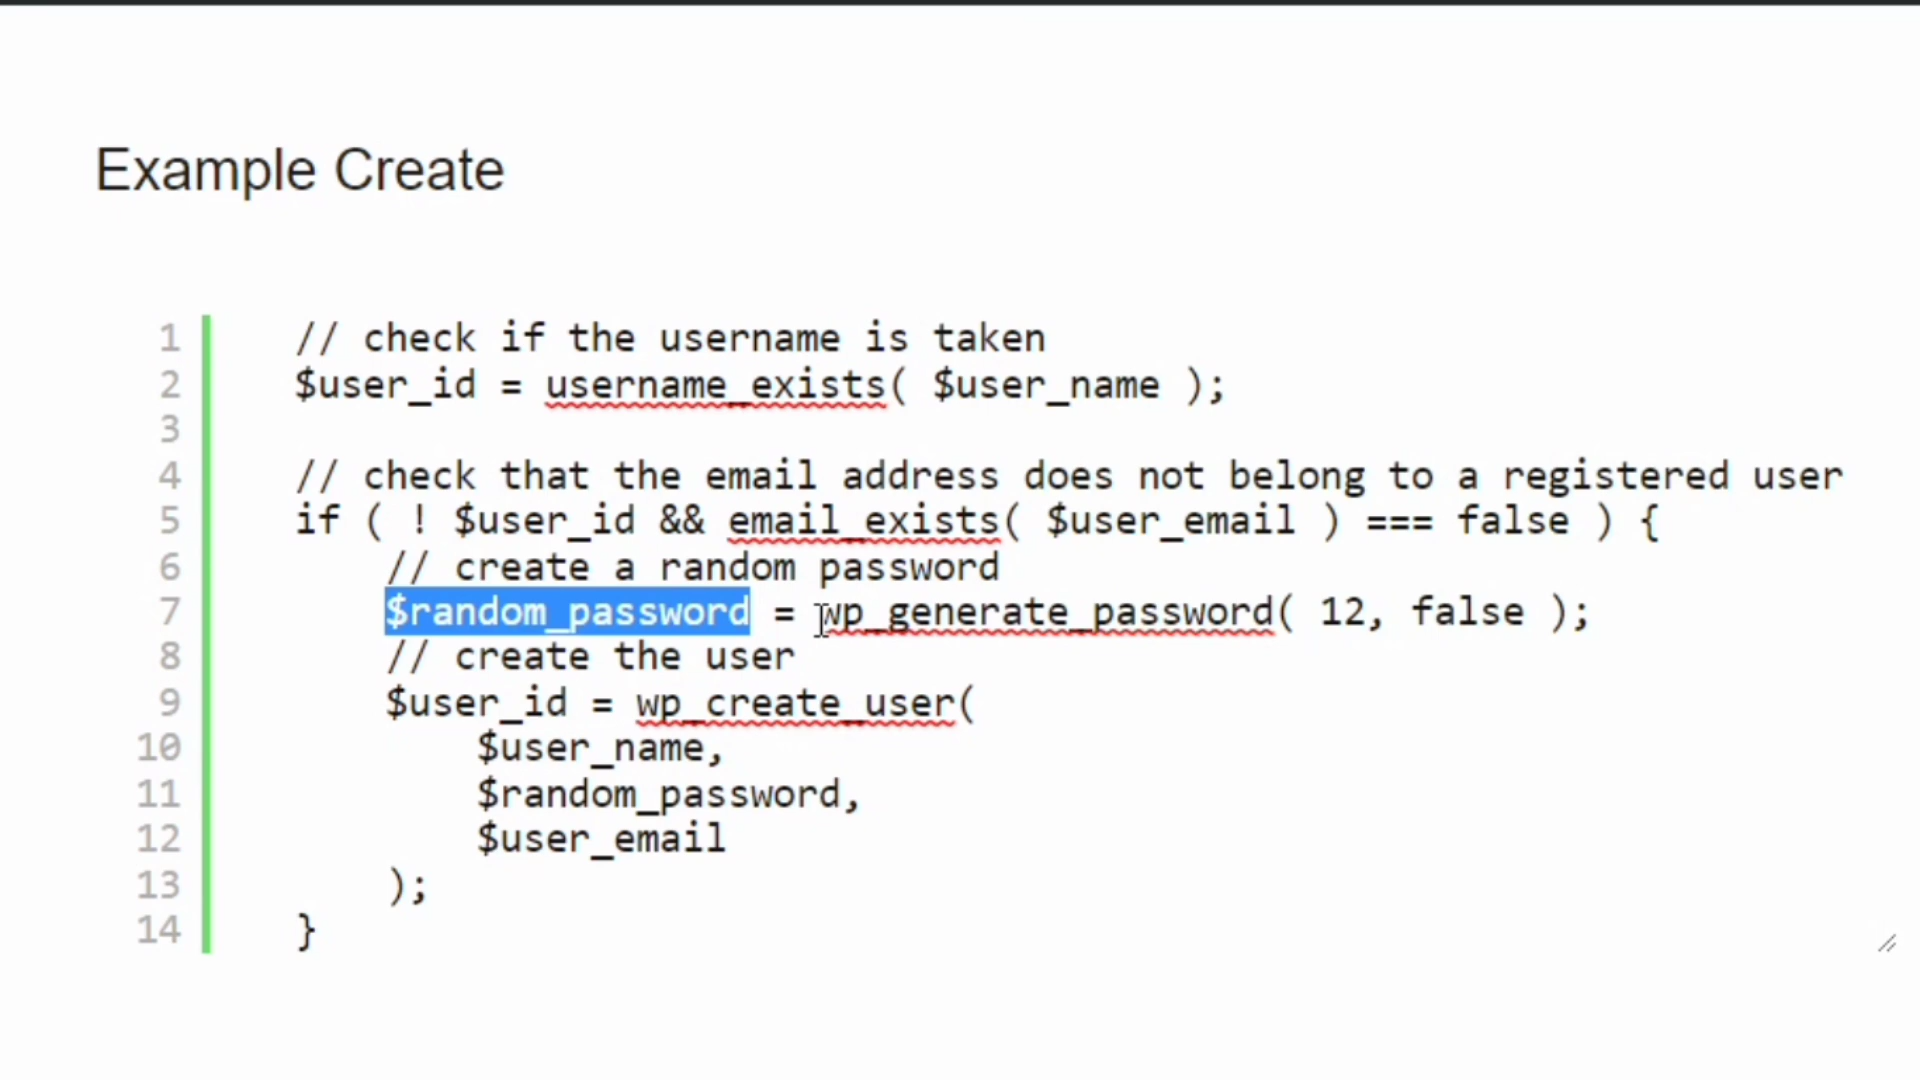 Example Create
1 // check if the username is taken
2 $user_id = username_exists( $user_name );
3
4 // check that the email address does not belong to a registered user
5 if ( ! $user_id && email_exists( $user_email ) === false ) {
6 // create a random password
7 $random_password = wp_generate_password( 12, false );
8 // create the user
9 $user_id = wp_create_user(
10 $user_name,
11 $random_password,
12 $user_email
13 );
14 }